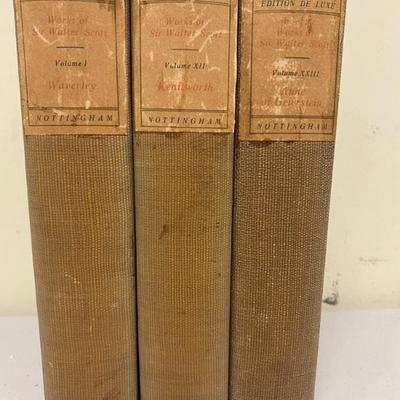 Works of
Sir Walter Scott
Volume I
Waverley
NOTTINGHAM
Works of
Sir Walter Scott
Volume XII
Kenilworth
NOTTINGHAM
EDITION DE LUXE
Works of
Sir Walter Scott
Volume XXIII
Anne
of Geierstein
NOTTINGHAM